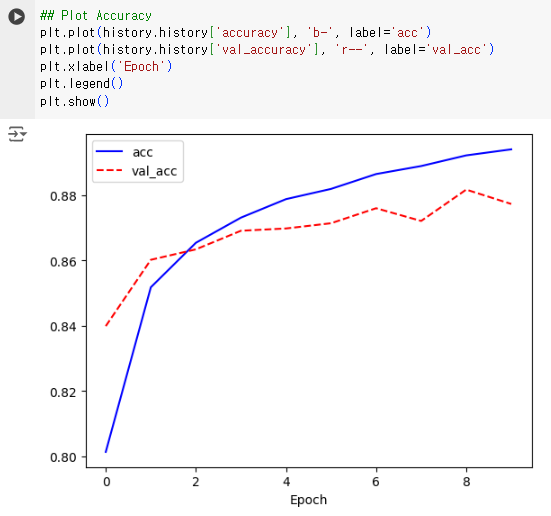 ## Plot Accuracy
plt.plot(history.history['accuracy'], 'b-', label='acc')
plt.plot(history.history['val_accuracy'], 'r--', label='val_acc')
plt.xlabel('Epoch')
plt.legend()
plt.show()
acc
val_acc
0.88
0.86
0.84
0.82
0.80
0 2 4 6 8
Epoch